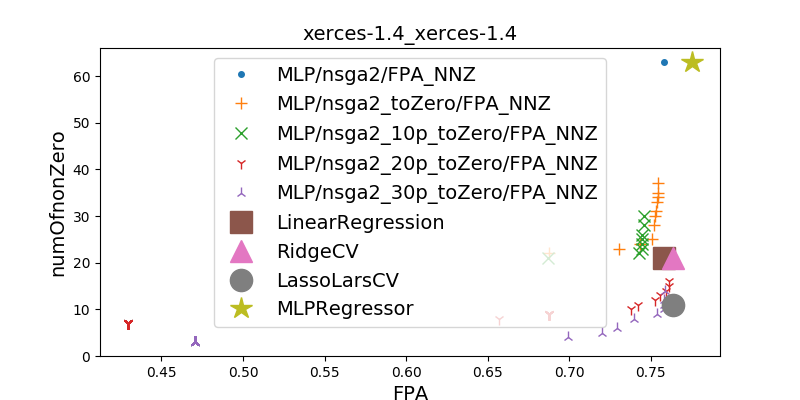 xerces-1.4_xerces-1.4
numOfnonZero
60
50
40
30
20
10
0
MLP/nsga2/FPA_NNZ
MLP/nsga2_toZero/FPA_NNZ
MLP/nsga2_10p_toZero/FPA_NNZ
MLP/nsga2_20p_toZero/FPA_NNZ
MLP/nsga2_30p_toZero/FPA_NNZ
LinearRegression
RidgeCV
LassoLarsCV
MLPRegressor
0.45 0.50 0.55 0.60 0.65 0.70 0.75
FPA